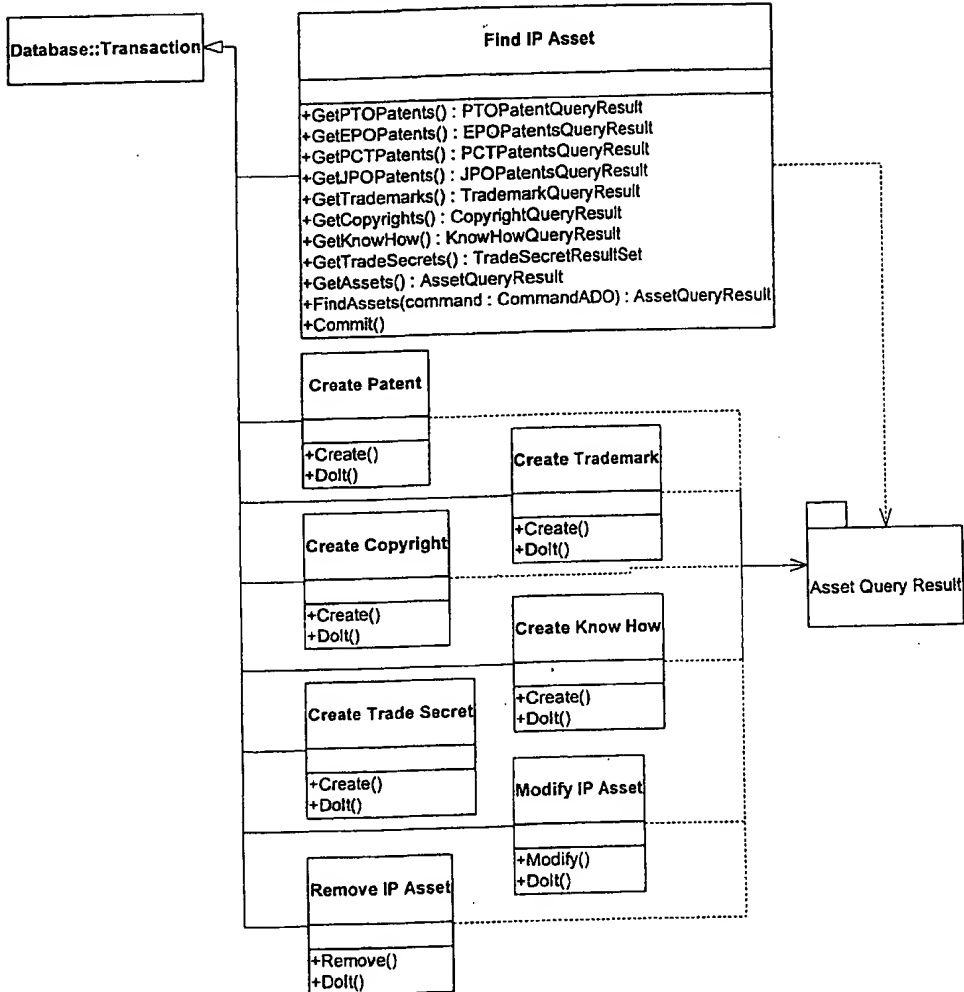 Database::Transaction
Find IP Asset
+GetPTOPatents() : PTOPatentQueryResult
+GetEPOPatents() : EPOPatentsQueryResult
+GetPCTPatents() : PCTPatentsQueryResult
+GetJPOPatents() : JPOPatentsQueryResult
+GetTrademarks() : TrademarkQueryResult
+GetCopyrights() : CopyrightQueryResult
+GetKnowHow() : KnowHowQueryResult
+GetTradeSecrets() : TradeSecretResultSet
+GetAssets() : AssetQueryResult
+FindAssets(command : CommandADO) : AssetQueryResult
+Commit()
Create Patent
+Create()
+DoIt()
Create Trademark
+Create()
+DoIt()
Create Copyright
+Create()
+DoIt()
Asset Query Result
Create Know How
+Create()
+DoIt()
Create Trade Secret
+Create()
+DoIt()
Modify IP Asset
+Modify()
+DoIt()
Remove IP Asset
+Remove()
+DoIt()